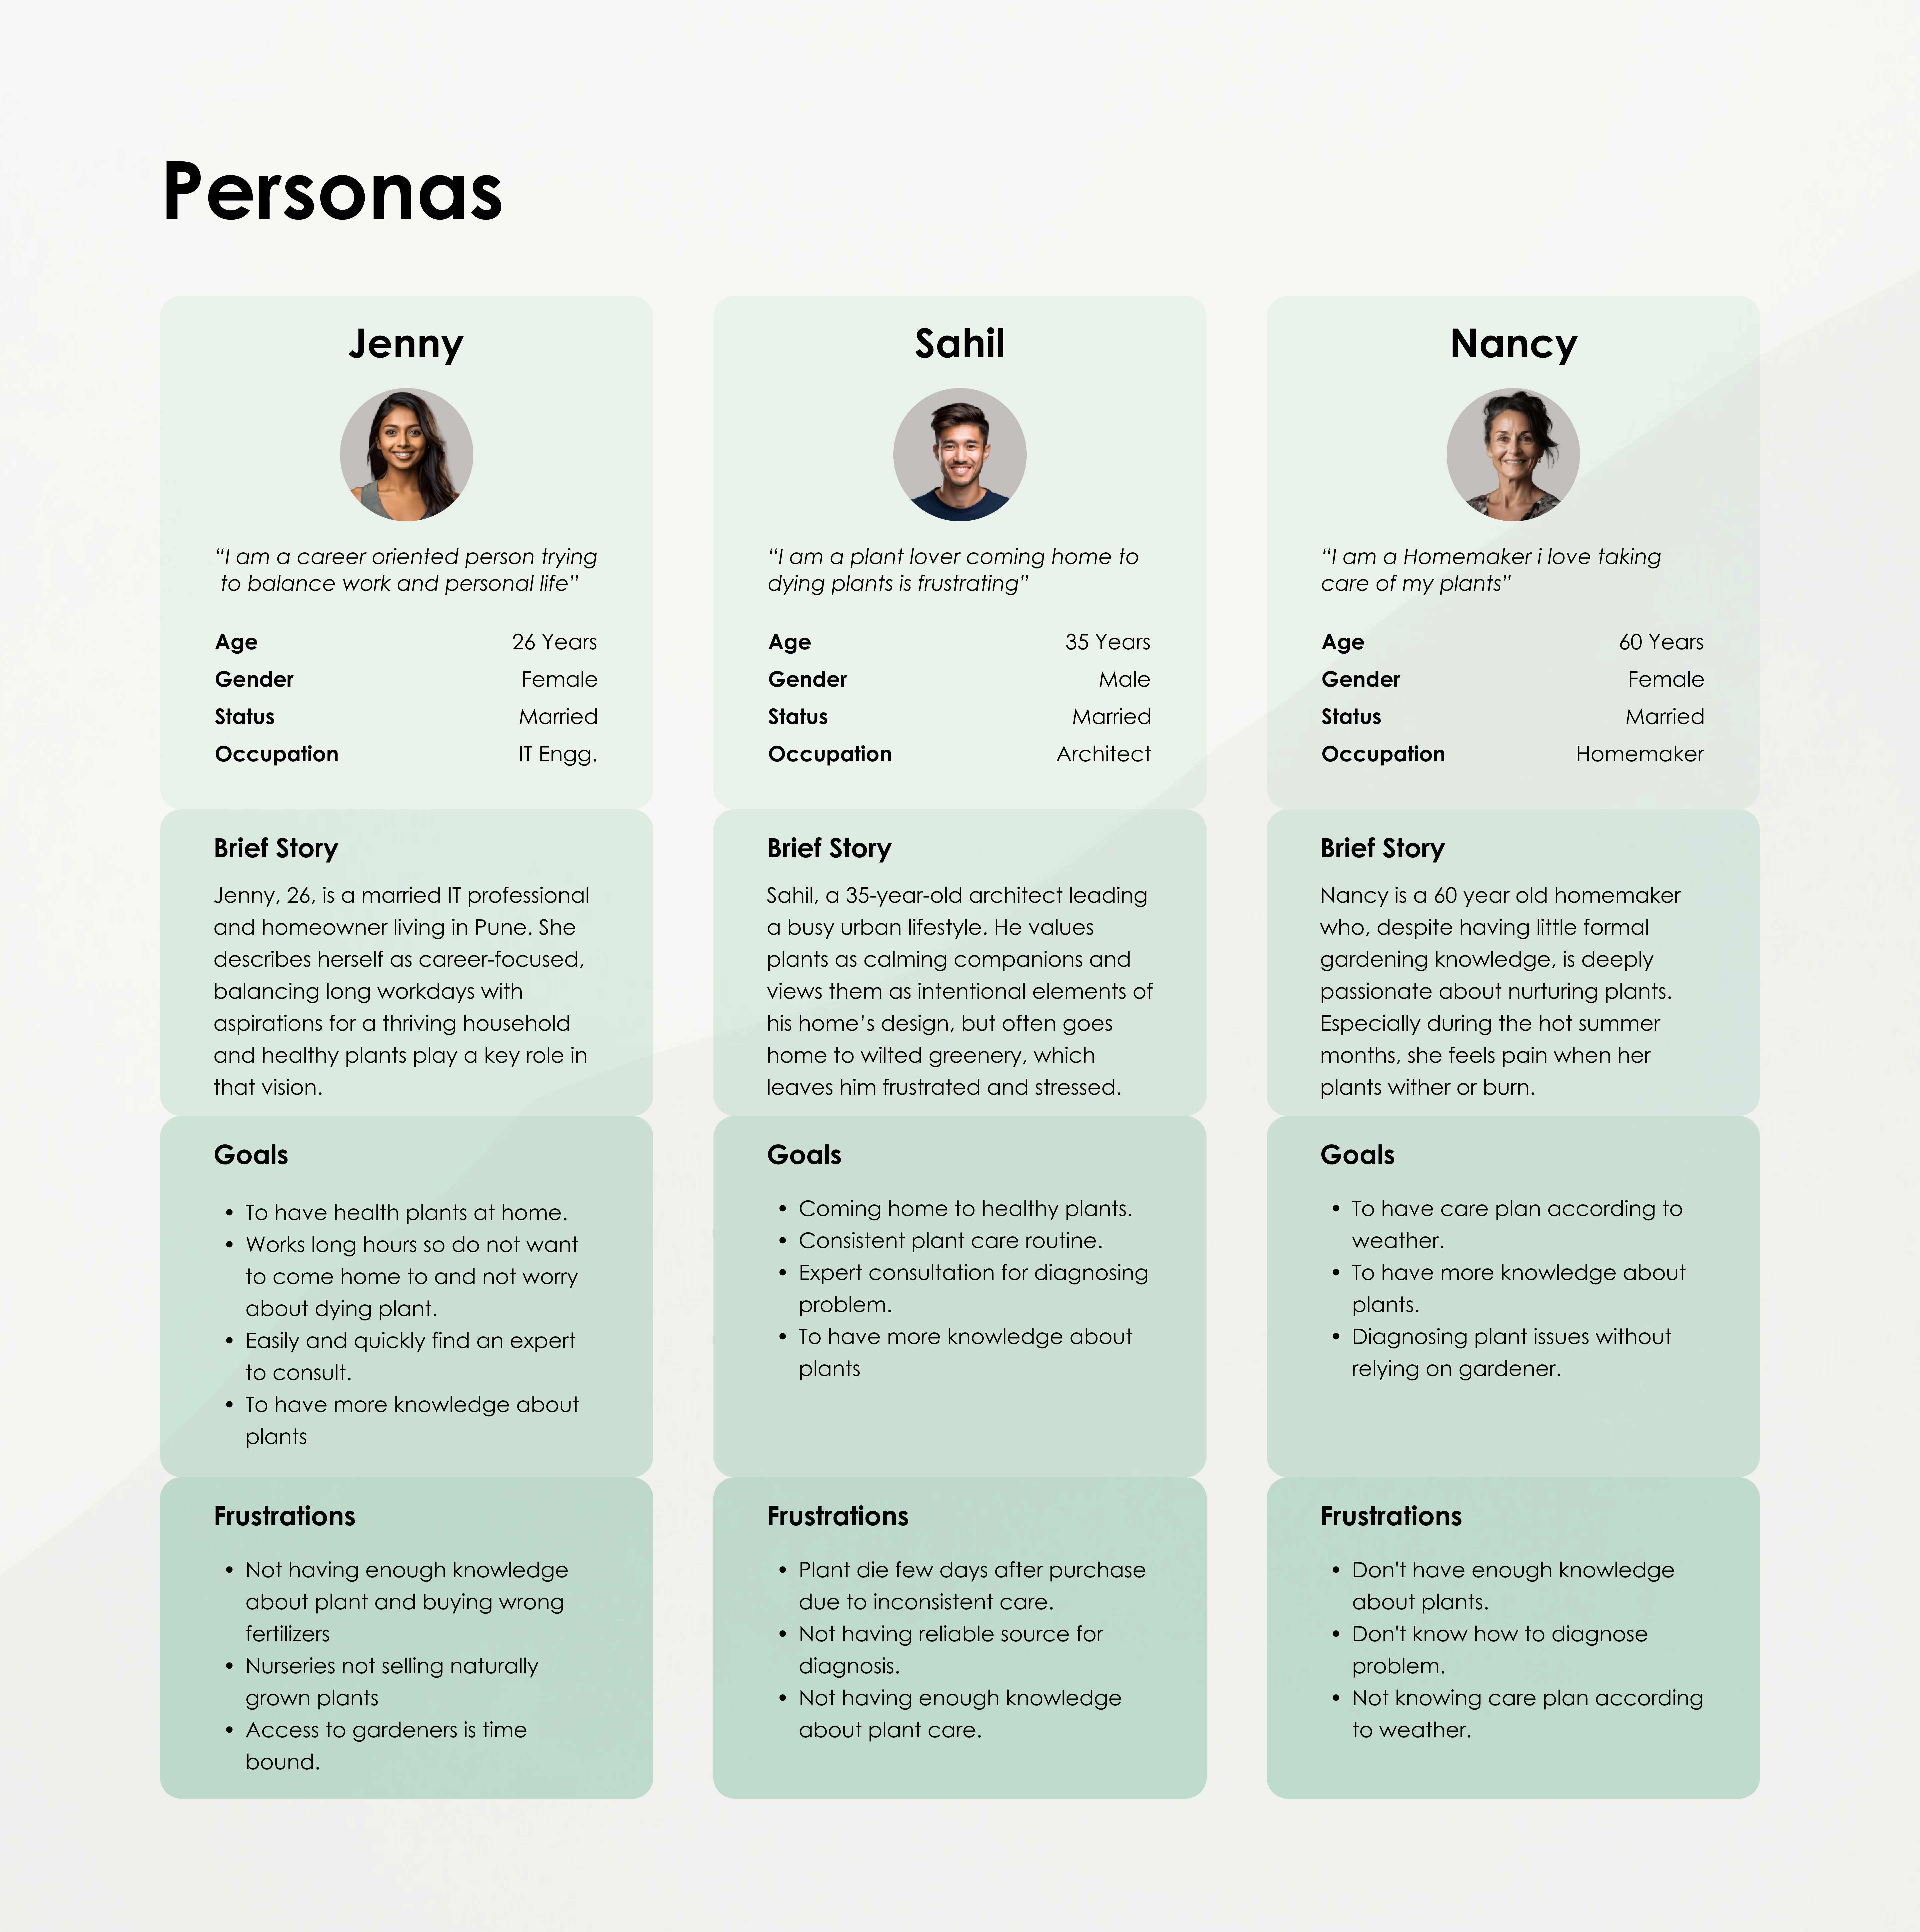 Personas
Jenny
“I am a career oriented person trying
to balance work and personal life”
Age 26 Years
Gender Female
Status Married
Occupation IT Engg.
Brief Story
Jenny, 26, is a married IT professional
and homeowner living in Pune. She
describes herself as career-focused,
balancing long workdays with
aspirations for a thriving household
and healthy plants play a key role in
that vision.
Goals
• To have health plants at home.
• Works long hours so do not want
to come home to and not worry
about dying plant.
• Easily and quickly find an expert
to consult.
• To have more knowledge about
plants
Frustrations
• Not having enough knowledge
about plant and buying wrong
fertilizers
• Nurseries not selling naturally
grown plants
• Access to gardeners is time
bound.
Sahil
“I am a plant lover coming home to
dying plants is frustrating”
Age 35 Years
Gender Male
Status Married
Occupation Architect
Brief Story
Sahil, a 35-year-old architect leading
a busy urban lifestyle. He values
plants as calming companions and
views them as intentional elements of
his home’s design, but often goes
home to wilted greenery, which
leaves him frustrated and stressed.
Goals
• Coming home to healthy plants.
• Consistent plant care routine.
• Expert consultation for diagnosing
problem.
• To have more knowledge about
plants
Frustrations
• Plant die few days after purchase
due to inconsistent care.
• Not having reliable source for
diagnosis.
• Not having enough knowledge
about plant care.
Nancy
“I am a Homemaker i love taking
care of my plants”
Age 60 Years
Gender Female
Status Married
Occupation Homemaker
Brief Story
Nancy is a 60 year old homemaker
who, despite having little formal
gardening knowledge, is deeply
passionate about nurturing plants.
Especially during the hot summer
months, she feels pain when her
plants wither or burn.
Goals
• To have care plan according to
weather.
• To have more knowledge about
plants.
• Diagnosing plant issues without
relying on gardener.
Frustrations
• Don't have enough knowledge
about plants.
• Don't know how to diagnose
problem.
• Not knowing care plan according
to weather.